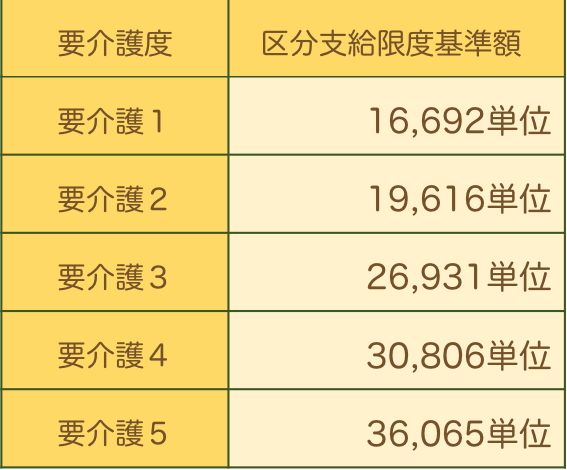 要介護度 区分支給限度基準額
要介護１ 16,692単位
要介護２ 19,616単位
要介護３ 26,931単位
要介護４ 30,806単位
要介護５ 36,065単位